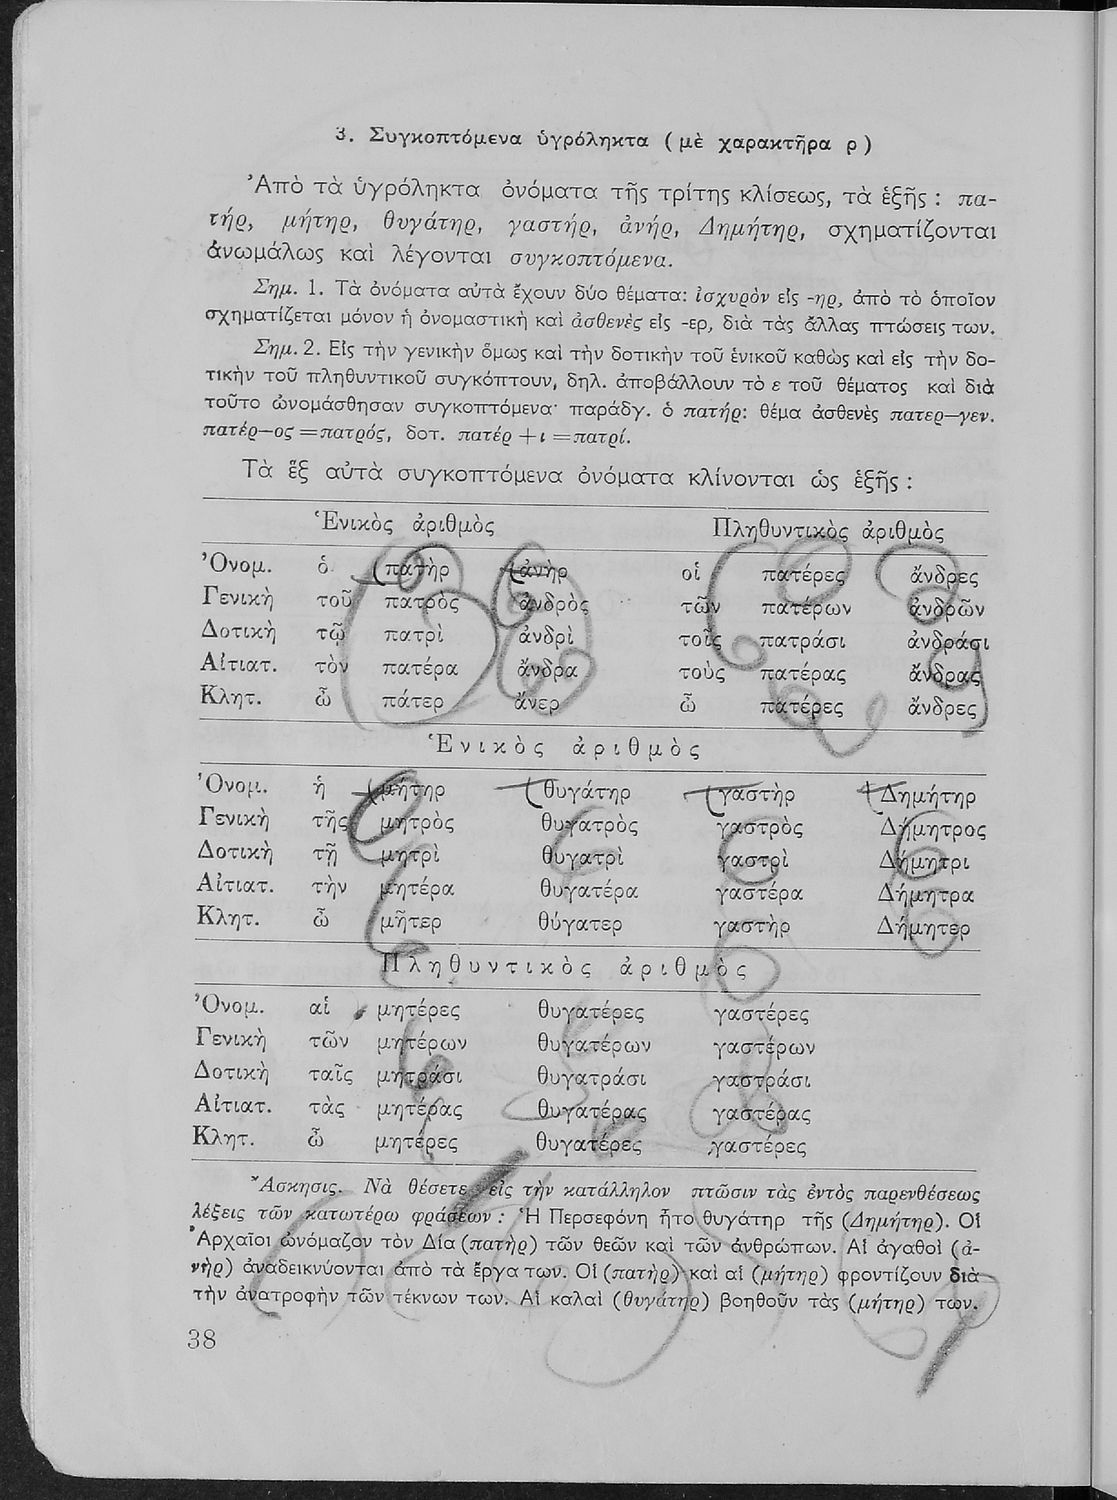 3. Συγκοπτόμενα ὑγρόληκτα (μὲ χαρακτῆρα ρ)
Ἀπὸ τὰ ὑγρόληκτα ὀνόματα τῆς τρίτης κλίσεως, τὰ ἑξῆς : πα-
τήρ, μήτηρ, θυγάτηρ, γαστήρ, ἀνήρ, Δημήτηρ, σχηματίζονται
ἀνωμάλως καὶ λέγονται συγκοπτόμενα.
Σημ. 1. Τὰ ὀνόματα αὐτὰ ἔχουν δύο θέματα: ἰσχυρὸν εἰς -ηρ, ἀπὸ τὸ ὁποῖον
σχηματίζεται μόνον ἡ ὀνομαστικὴ καὶ ἀσθενὲς εἰς -ερ, διὰ τὰς ἄλλας πτώσεις των.
Σημ. 2. Εἰς τὴν γενικὴν ὅμως καὶ τὴν δοτικὴν τοῦ ἑνικοῦ καθὼς καὶ εἰς τὴν δο-
τικὴν τοῦ πληθυντικοῦ συγκόπτουν, δηλ. ἀποβάλλουν τὸ ε τοῦ θέματος καὶ διὰ
τοῦτο ὠνομάσθησαν συγκοπτόμενα· παράδγ. ὁ πατήρ: θέμα ἀσθενὲς πατερ—γεν.
πατέρ—ος = πατρός, δοτ. πατέρ + ι = πατρί.
Τὰ ἓξ αὐτὰ συγκοπτόμενα ὀνόματα κλίνονται ὡς ἑξῆς :
Ἑνικὸς ἀριθμὸς Πληθυντικὸς ἀριθμὸς
Ὀνομ. ὁ πατὴρ ἀνὴρ οἱ πατέρες ἄνδρες
Γενικὴ τοῦ πατρὸς ἀνδρὸς τῶν πατέρων ἀνδρῶν
Δοτικὴ τῷ πατρὶ ἀνδρὶ τοῖς πατράσι ἀνδράσι
Αἰτιατ. τὸν πατέρα ἄνδρα τοὺς πατέρας ἄνδρας
Κλητ. ὦ πάτερ ἄνερ ὦ πατέρες ἄνδρες
Ἑνικὸς ἀριθμὸς
Ὀνομ. ἡ μήτηρ θυγάτηρ γαστὴρ Δημήτηρ
Γενικὴ τῆς μητρὸς θυγατρὸς γαστρὸς Δήμητρος
Δοτικὴ τῇ μητρὶ θυγατρὶ γαστρὶ Δήμητρι
Αἰτιατ. τὴν μητέρα θυγατέρα γαστέρα Δήμητρα
Κλητ. ὦ μῆτερ θύγατερ γαστὴρ Δήμητερ
Πληθυντικὸς ἀριθμὸς
Ὀνομ. αἱ μητέρες θυγατέρες γαστέρες
Γενικὴ τῶν μητέρων θυγατέρων γαστέρων
Δοτικὴ ταῖς μητράσι θυγατράσι γαστράσι
Αἰτιατ. τὰς μητέρας θυγατέρας γαστέρας
Κλητ. ὦ μητέρες θυγατέρες γαστέρες
Ἄσκησις. Νὰ θέσετε εἰς τὴν κατάλληλον πτῶσιν τὰς ἐντὸς παρενθέσεως
λέξεις τῶν κατωτέρω φράσεων : Ἡ Περσεφόνη ἦτο θυγάτηρ τῆς (Δημήτηρ). Οἱ
Ἀρχαῖοι ὠνόμαζον τὸν Δία (πατὴρ) τῶν θεῶν καὶ τῶν ἀνθρώπων. Αἱ ἀγαθοὶ (ἀ-
νὴρ) ἀναδεικνύονται ἀπὸ τὰ ἔργα των. Οἱ (πατὴρ) καὶ αἱ (μήτηρ) φροντίζουν διὰ
τὴν ἀνατροφὴν τῶν τέκνων των. Αἱ καλαὶ (θυγάτηρ) βοηθοῦν τὰς (μήτηρ) των.
38